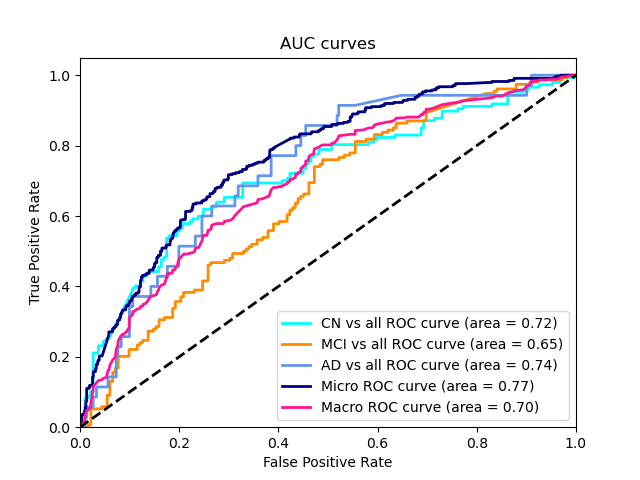 AUC curves
True Positive Rate
1.0
0.8
0.6
0.4
0.2
0.0
CN vs all ROC curve (area = 0.72)
MCI vs all ROC curve (area = 0.65)
AD vs all ROC curve (area = 0.74)
Micro ROC curve (area = 0.77)
Macro ROC curve (area = 0.70)
0.0 0.2 0.4 0.6 0.8 1.0
False Positive Rate